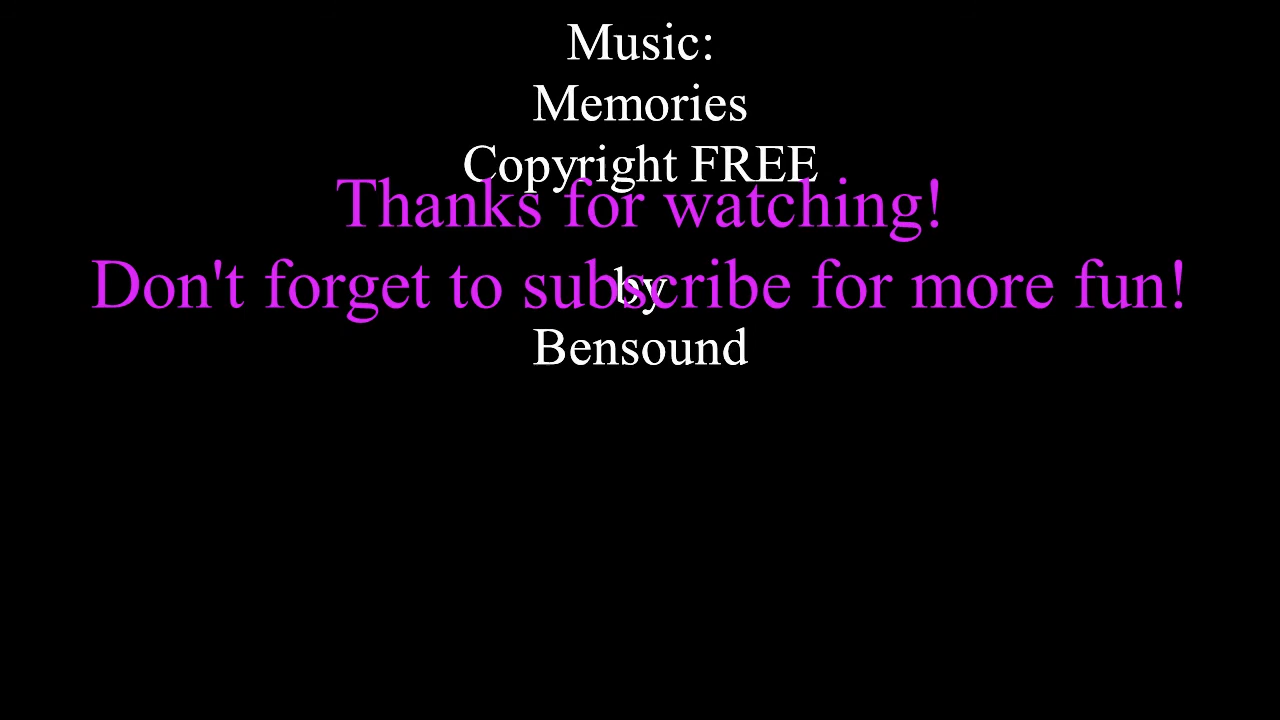 Music:
Memories
Copyright FREE
Thanks for watching!
Don't forget to subscribe for more fun!
by
Bensound